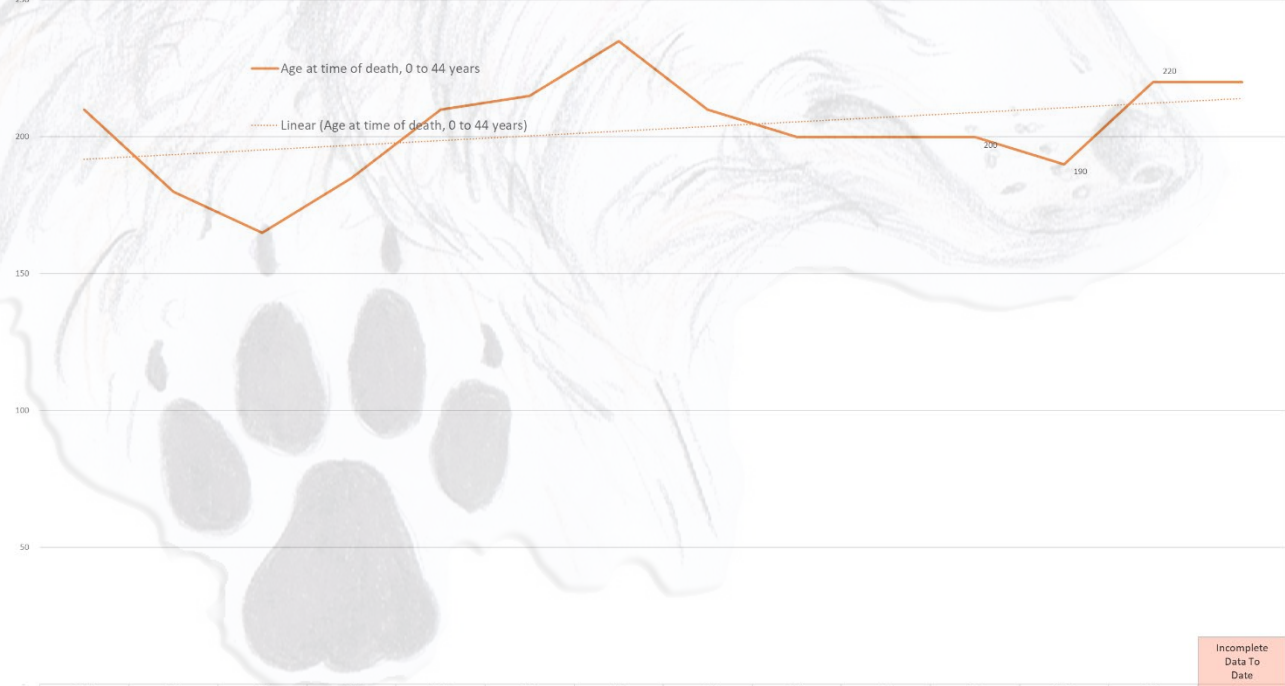 250
Age at time of death, 0 to 44 years
220
Linear (Age at time of death, 0 to 44 years)
200
200
190
150
100
50
Incomplete
Data To
Date